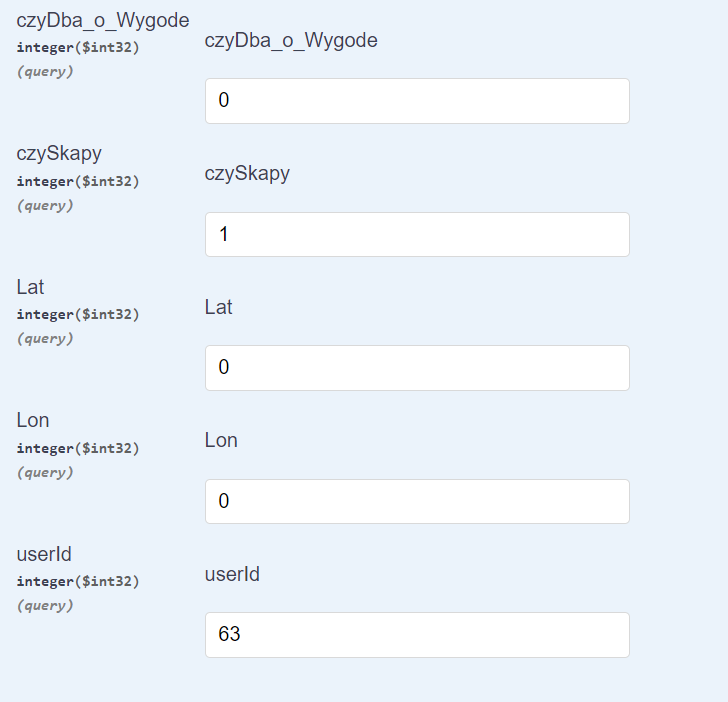 czyDba_o_Wygode
integer($int32)
(query)
czyDba_o_Wygode
0
czySkapy
integer($int32)
(query)
czySkapy
1
Lat
integer($int32)
(query)
Lat
0
Lon
integer($int32)
(query)
Lon
0
userId
integer($int32)
(query)
userId
63